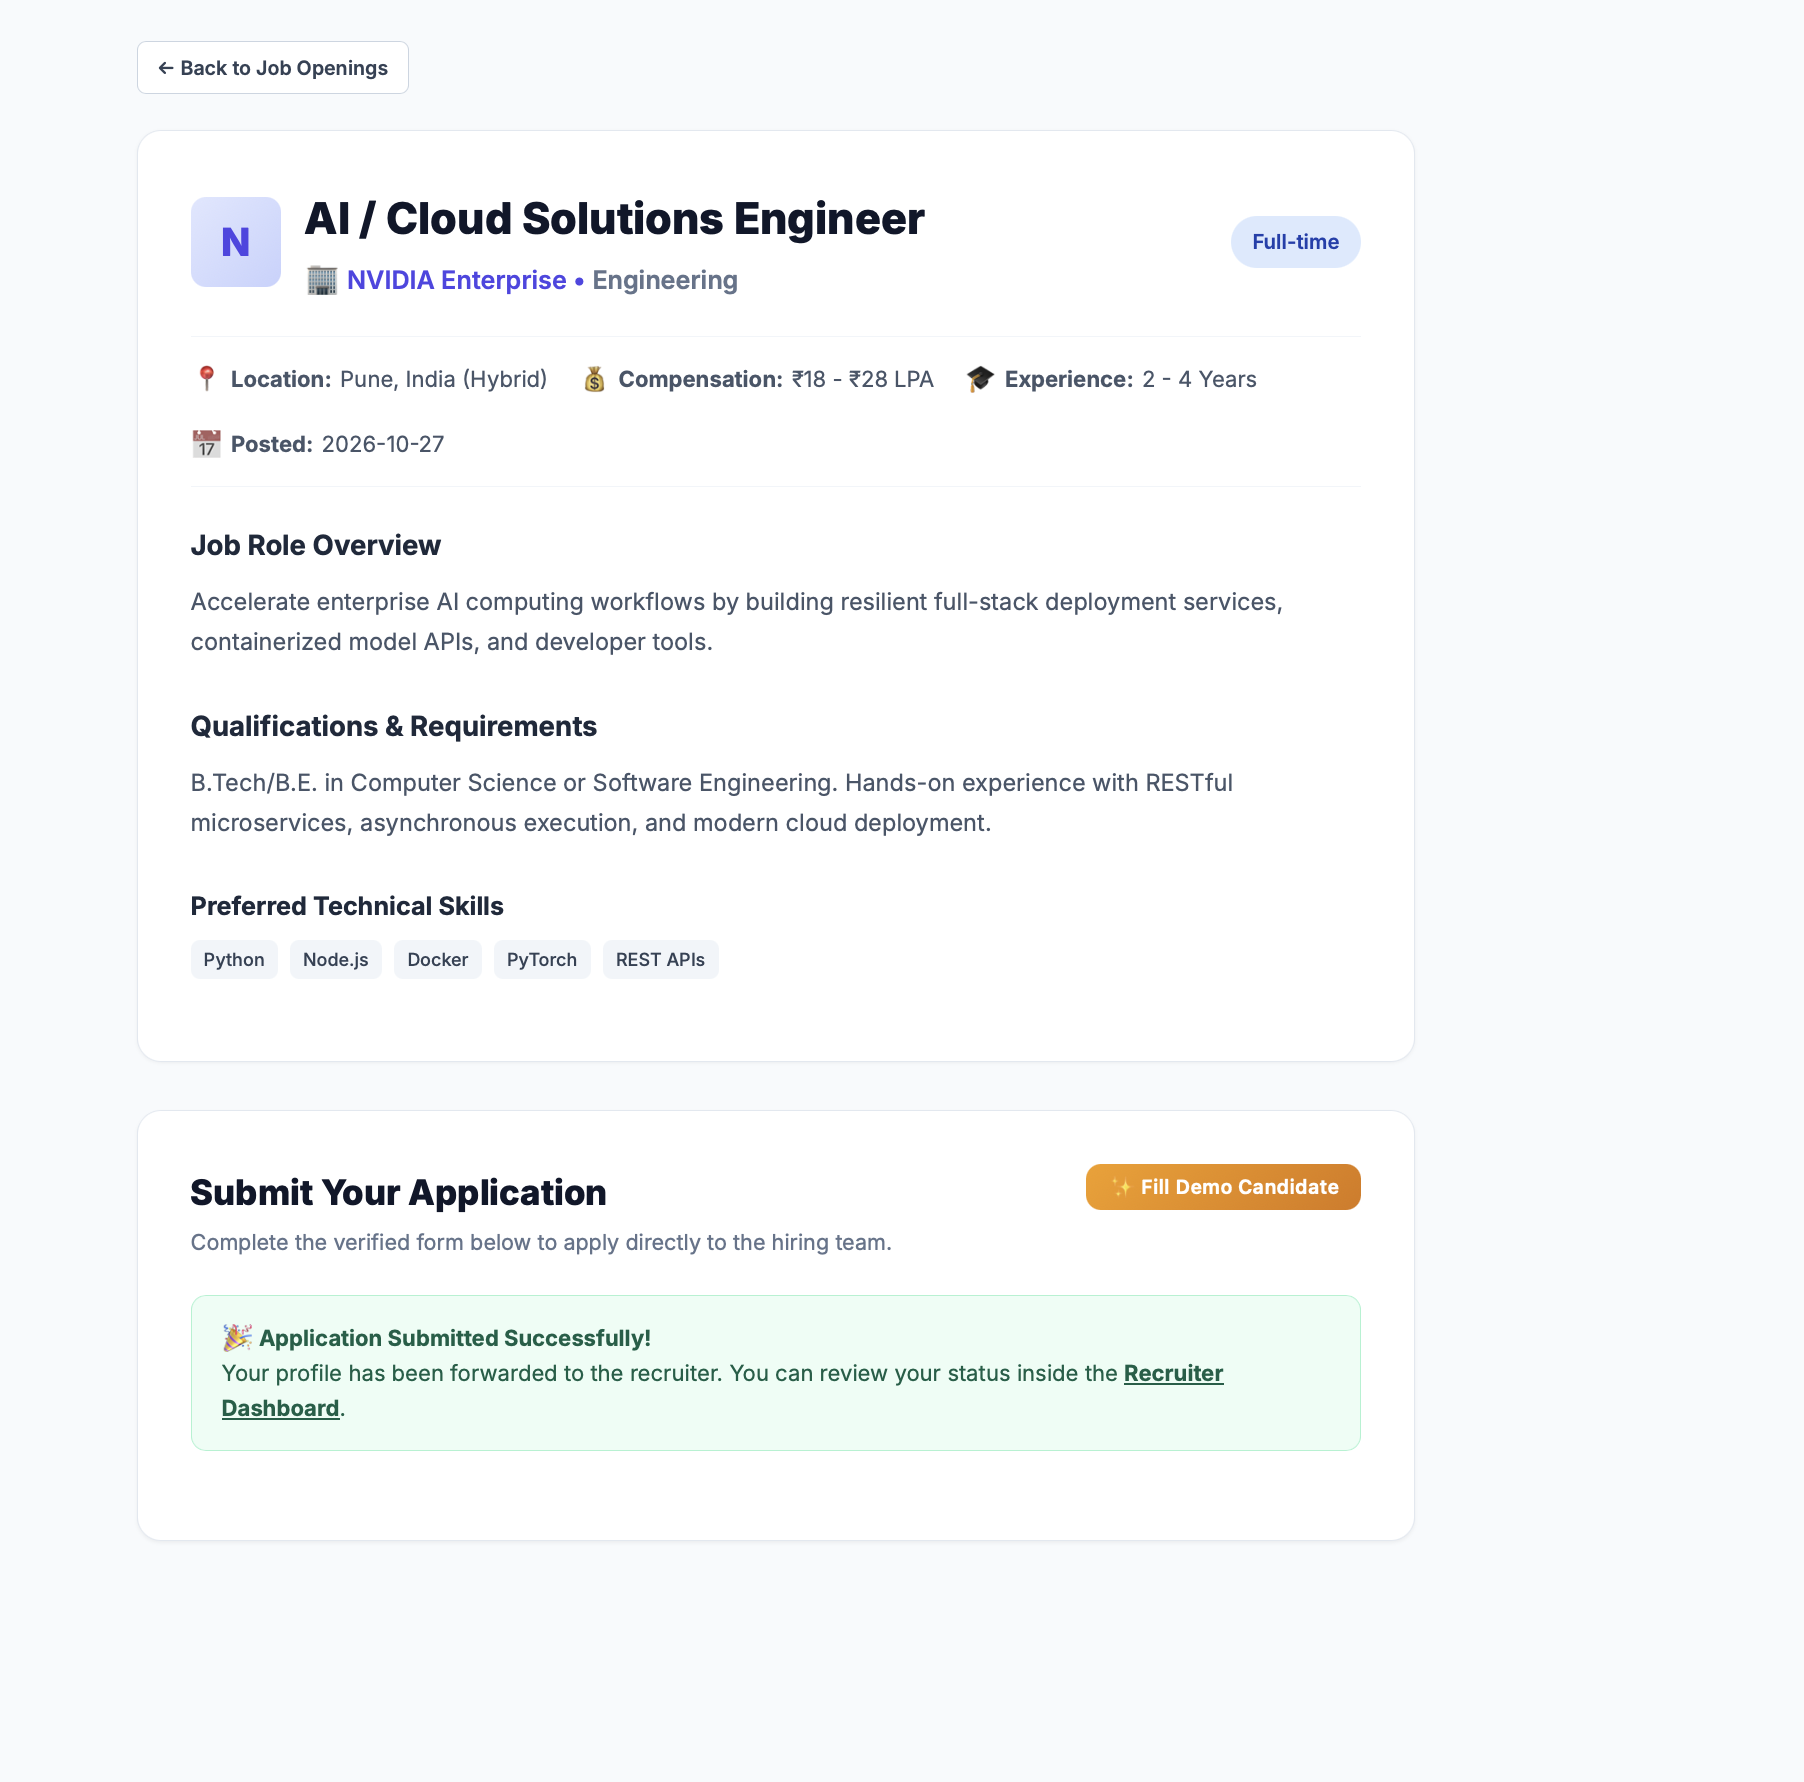 ← Back to Job Openings
N
AI / Cloud Solutions Engineer
🏢 NVIDIA Enterprise • Engineering
Full-time
📍 Location: Pune, India (Hybrid) 💰 Compensation: ₹18 - ₹28 LPA 🎓 Experience: 2 - 4 Years
📅 Posted: 2026-10-27
Job Role Overview
Accelerate enterprise AI computing workflows by building resilient full-stack deployment services,
containerized model APIs, and developer tools.
Qualifications & Requirements
B.Tech/B.E. in Computer Science or Software Engineering. Hands-on experience with RESTful
microservices, asynchronous execution, and modern cloud deployment.
Preferred Technical Skills
Python Node.js Docker PyTorch REST APIs
Submit Your Application
✨ Fill Demo Candidate
Complete the verified form below to apply directly to the hiring team.
🎉 Application Submitted Successfully!
Your profile has been forwarded to the recruiter. You can review your status inside the Recruiter
Dashboard.